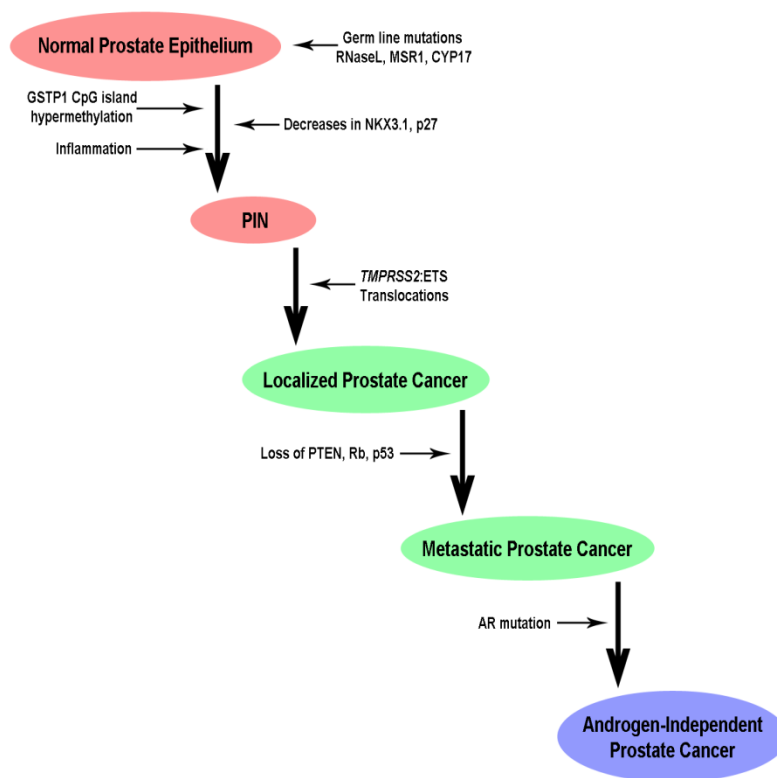 Normal Prostate Epithelium
Germ line mutations
RNaseL, MSR1, CYP17
GSTP1 CpG island
hypermethylation
Decreases in NKX3.1, p27
Inflammation
PIN
TMPRSS2:ETS
Translocations
Localized Prostate Cancer
Loss of PTEN, Rb, p53
Metastatic Prostate Cancer
AR mutation
Androgen-Independent
Prostate Cancer